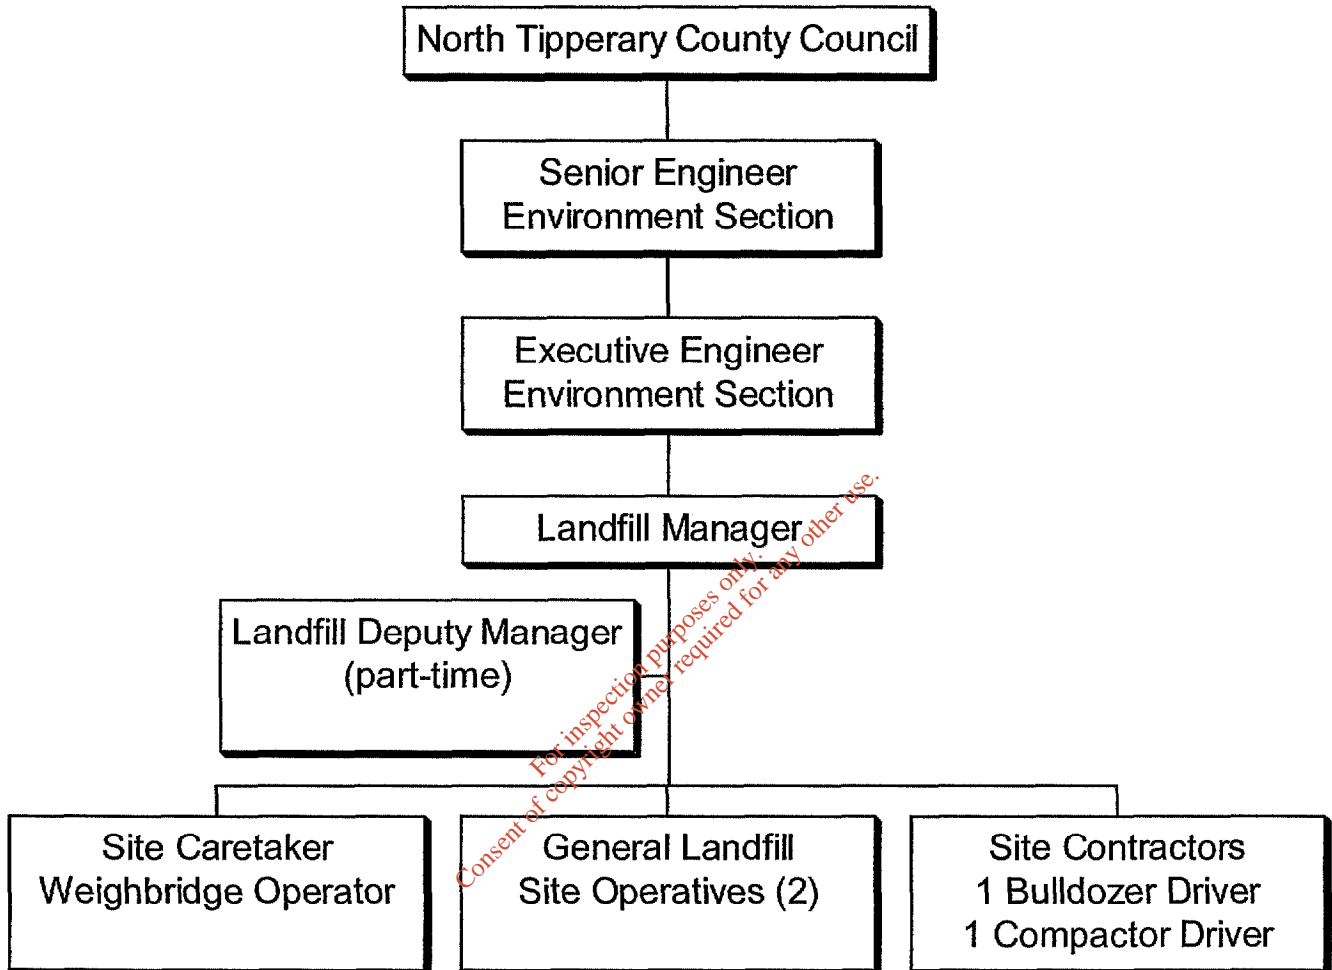 North Tipperary County Council
Senior Engineer
Environment Section
Executive Engineer
Environment Section
Landfill Manager
Landfill Deputy Manager
(part-time)
Site Caretaker
Weighbridge Operator
General Landfill
Site Operatives (2)
Site Contractors
1 Bulldozer Driver
1 Compactor Driver
For inspection purposes only.
Consent of copyright owner required for any other use.